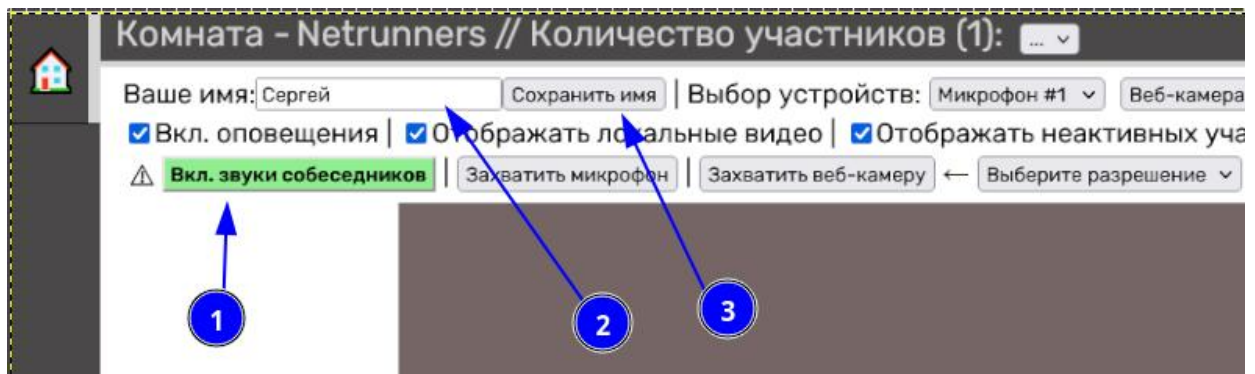 Комната - Netrunners // Количество участников (1): ...
Ваше имя: Сергей Сохранить имя | Выбор устройств: Микрофон #1 Веб-камера
Вкл. оповещения | Отображать локальные видео | Отображать неактивных уча
Вкл. звуки собеседников | Захватить микрофон | Захватить веб-камеру ← Выберите разрешение
1
2
3